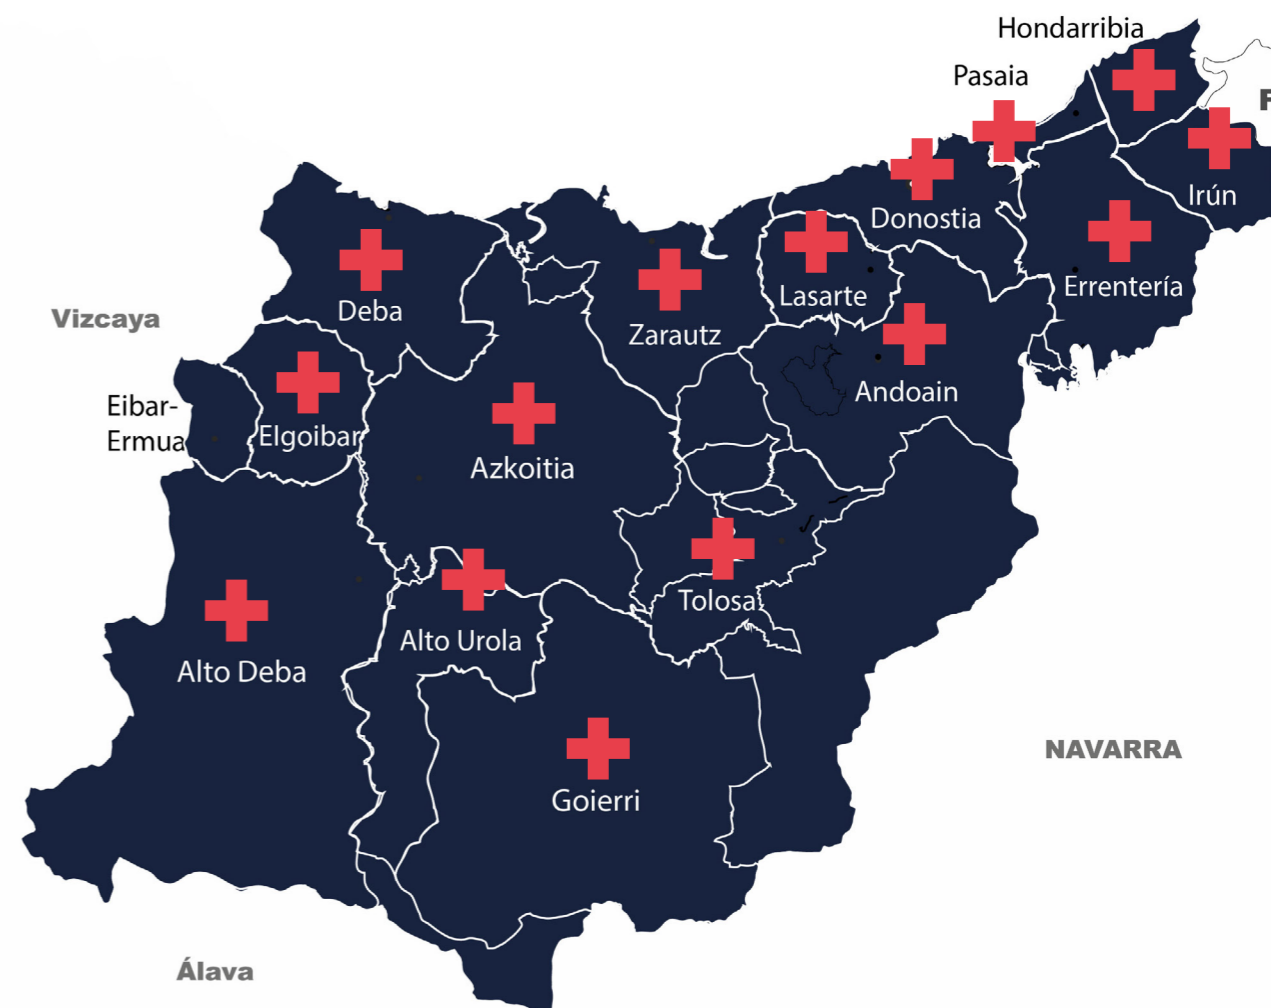 Hondarribia
Pasaia
F
Irún
Donostia
Errentería
Lasarte
Deba
Vizcaya
Zarautz
Andoain
Eibar-
Ermua
Elgoibar
Azkoitia
Tolosa
Alto Urola
Alto Deba
NAVARRA
Goierri
Álava